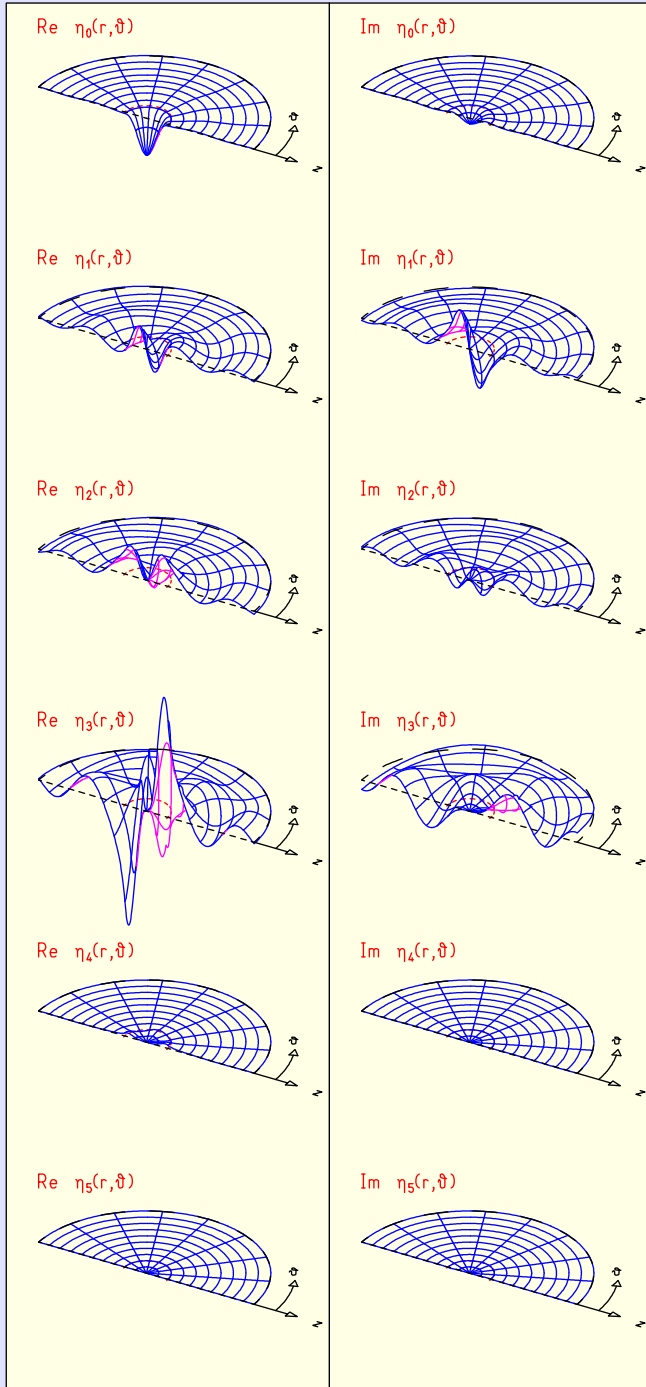 Re η₀(r,ϑ)
Im η₀(r,ϑ)
ϑ
z
ϑ
z
Re η₁(r,ϑ)
Im η₁(r,ϑ)
ϑ
z
ϑ
z
Re η₂(r,ϑ)
Im η₂(r,ϑ)
ϑ
z
ϑ
z
Re η₃(r,ϑ)
Im η₃(r,ϑ)
ϑ
z
ϑ
z
Re η₄(r,ϑ)
Im η₄(r,ϑ)
ϑ
z
ϑ
z
Re η₅(r,ϑ)
Im η₅(r,ϑ)
ϑ
z
ϑ
z